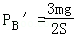 P_B′ = 3mg/2S